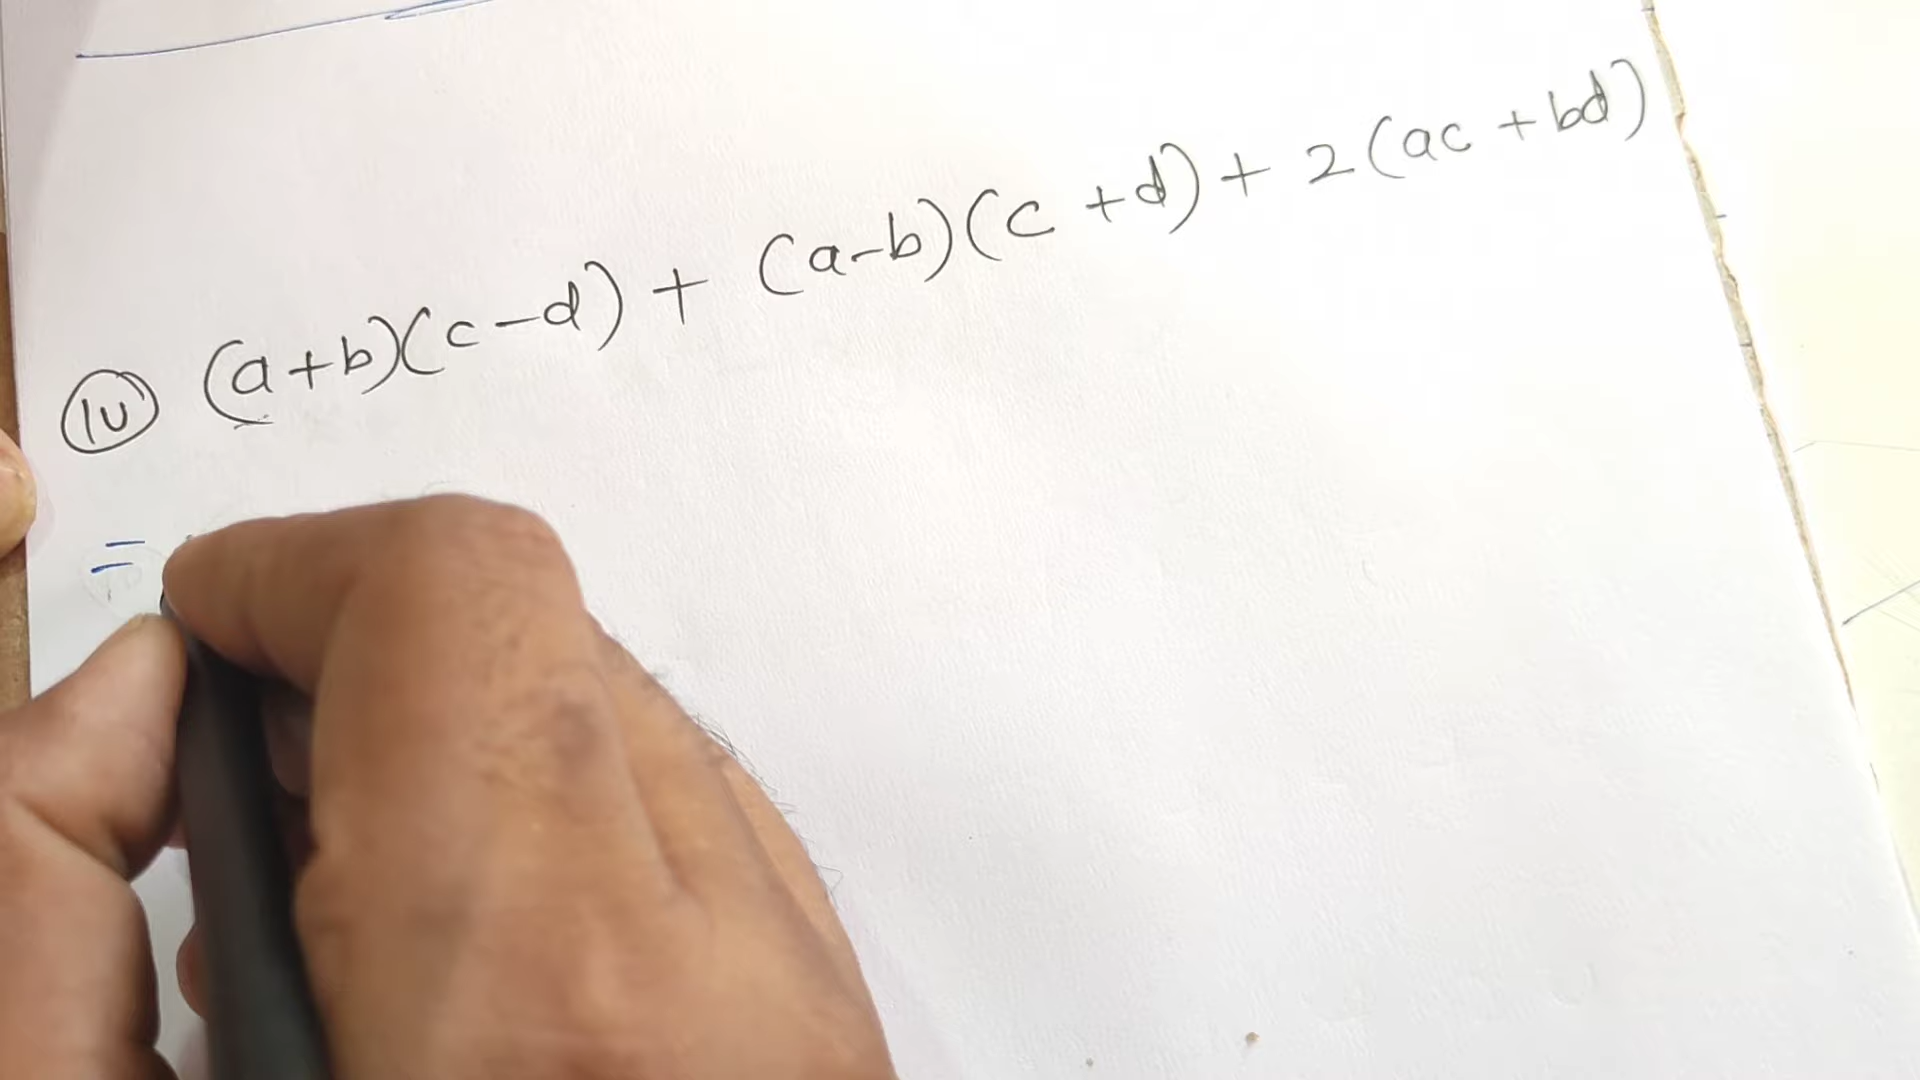 (iv) (a+b)(c-d) + (a-b)(c+d) + 2(ac+bd)
=